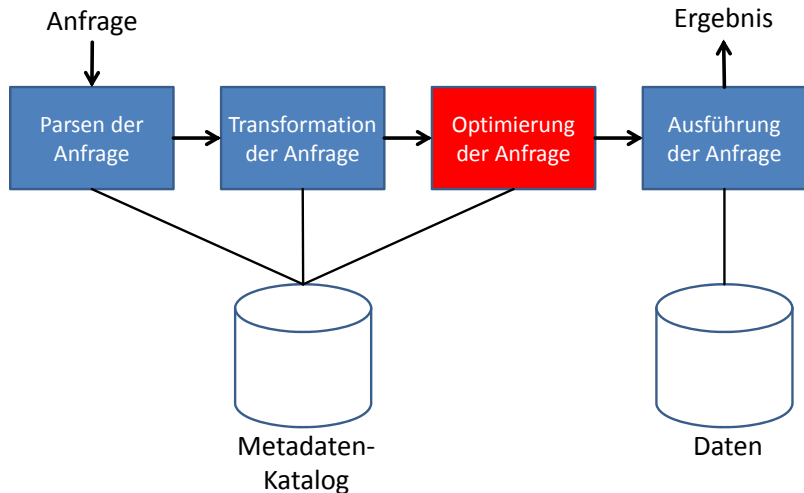 Anfrage
Ergebnis
Parsen der
Anfrage
Transformation
der Anfrage
Optimierung
der Anfrage
Ausführung
der Anfrage
Metadaten-
Katalog
Daten